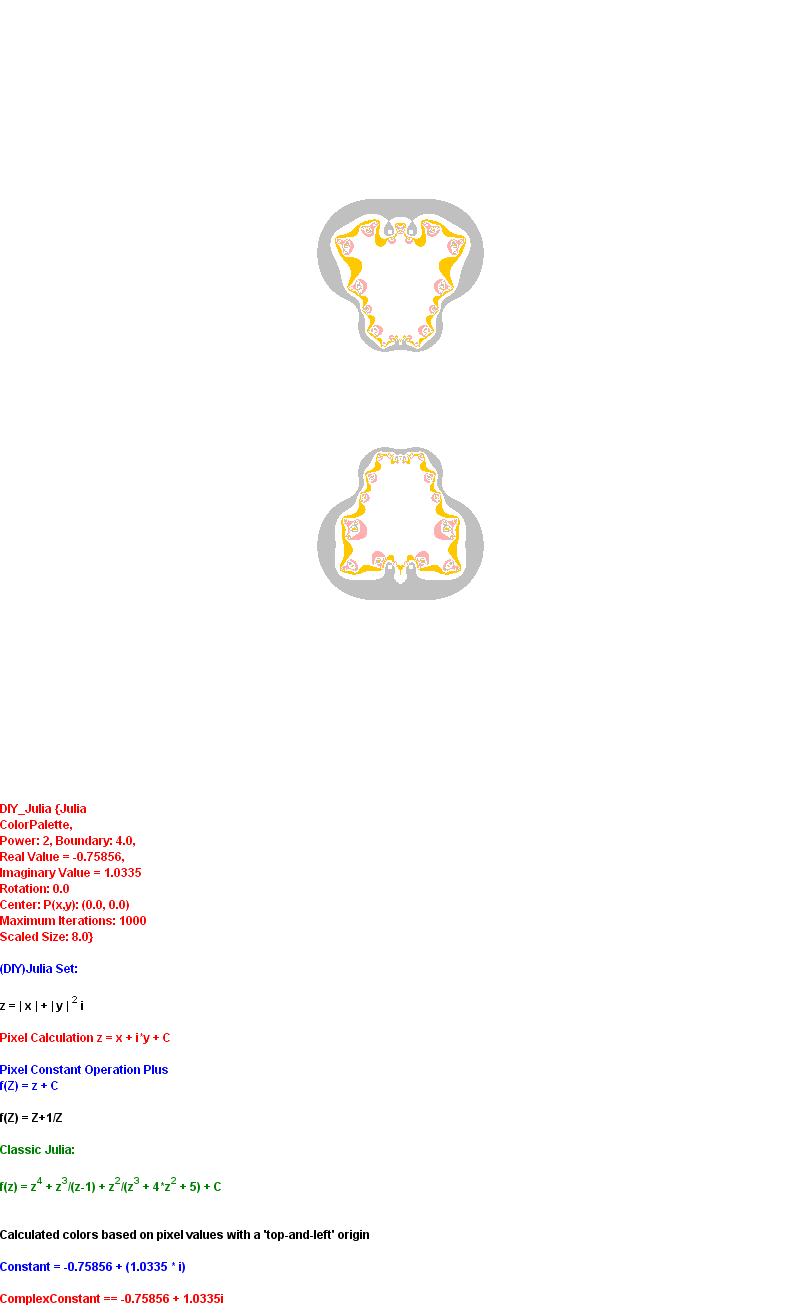 DIY_Julia {Julia
ColorPalette,
Power: 2, Boundary: 4.0,
Real Value = -0.75856,
Imaginary Value = 1.0335
Rotation: 0.0
Center: P(x,y): (0.0, 0.0)
Maximum Iterations: 1000
Scaled Size: 8.0}
(DIY)Julia Set:
z = | x | + | y | ^2 i
Pixel Calculation z = x + i*y + C
Pixel Constant Operation Plus
f(Z) = z + C
f(Z) = Z+1/Z
Classic Julia:
f(z) = z^4 + z^3/(z-1) + z^2/(z^3 + 4*z^2 + 5) + C
Calculated colors based on pixel values with a 'top-and-left' origin
Constant = -0.75856 + (1.0335 * i)
ComplexConstant == -0.75856 + 1.0335i